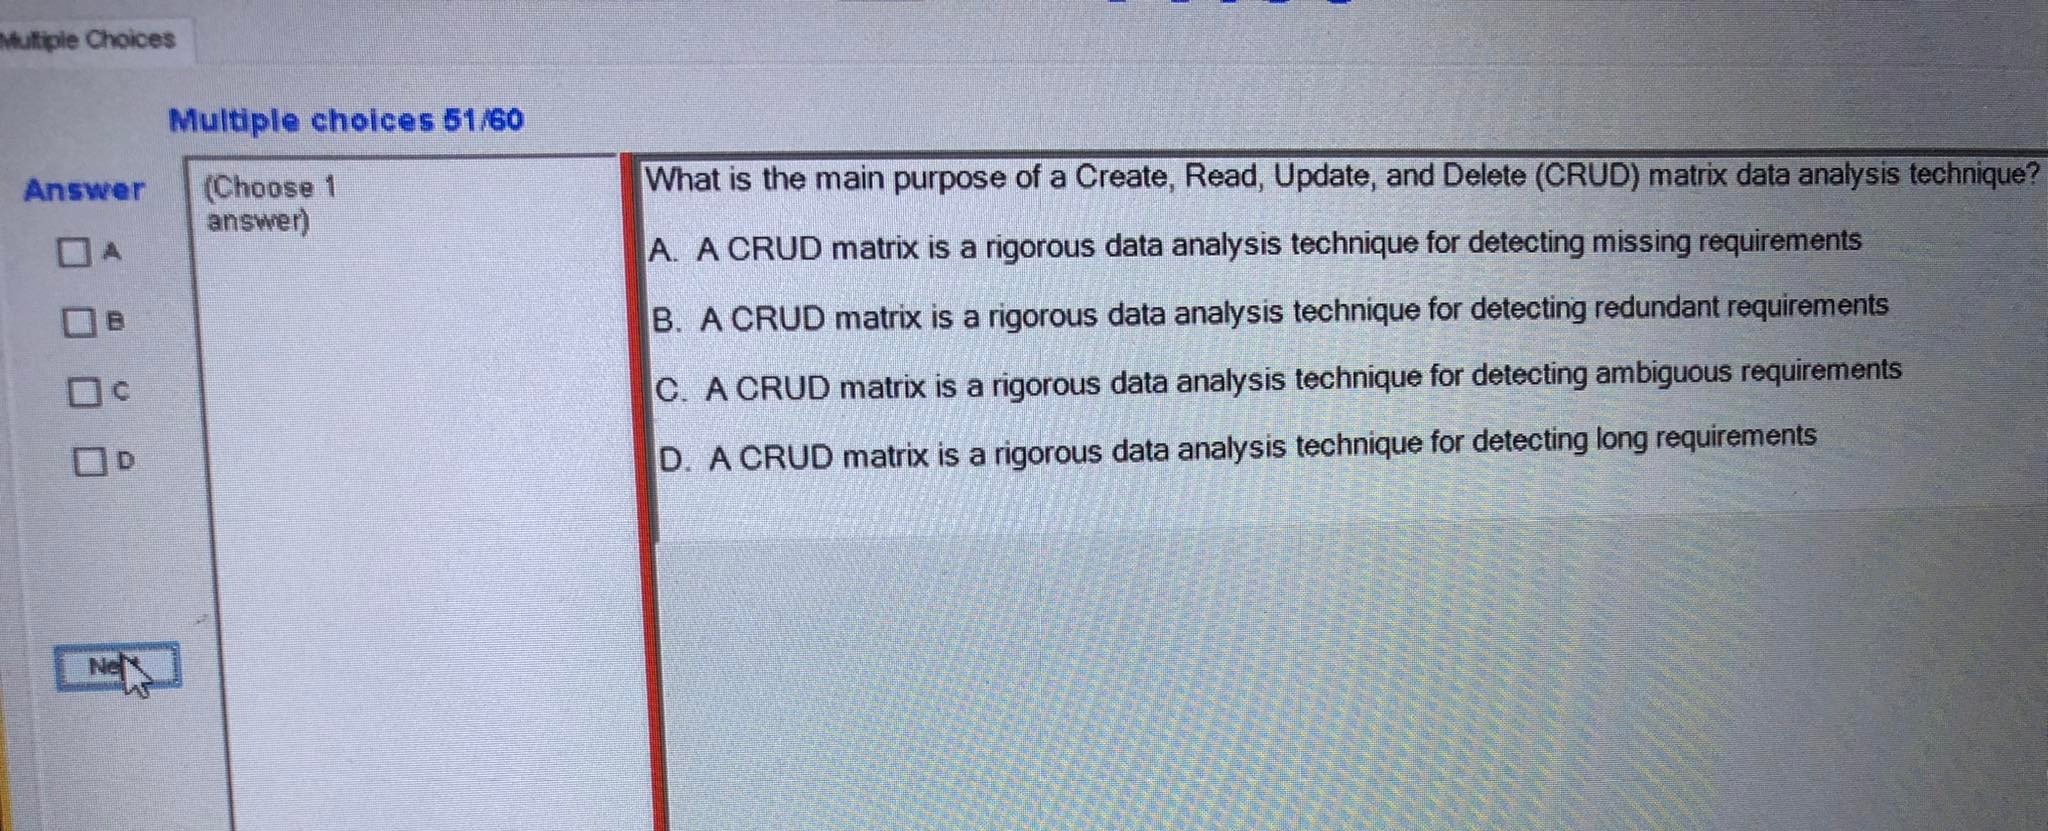 Multiple Choices
Multiple choices 51/60
Answer
(Choose 1
answer)
A
B
C
D
What is the main purpose of a Create, Read, Update, and Delete (CRUD) matrix data analysis technique?
A. A CRUD matrix is a rigorous data analysis technique for detecting missing requirements
B. A CRUD matrix is a rigorous data analysis technique for detecting redundant requirements
C. A CRUD matrix is a rigorous data analysis technique for detecting ambiguous requirements
D. A CRUD matrix is a rigorous data analysis technique for detecting long requirements